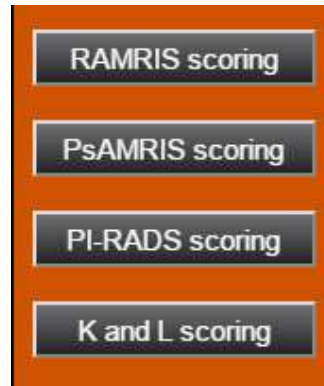 RAMRIS scoring
PsAMRIS scoring
PI-RADS scoring
K and L scoring